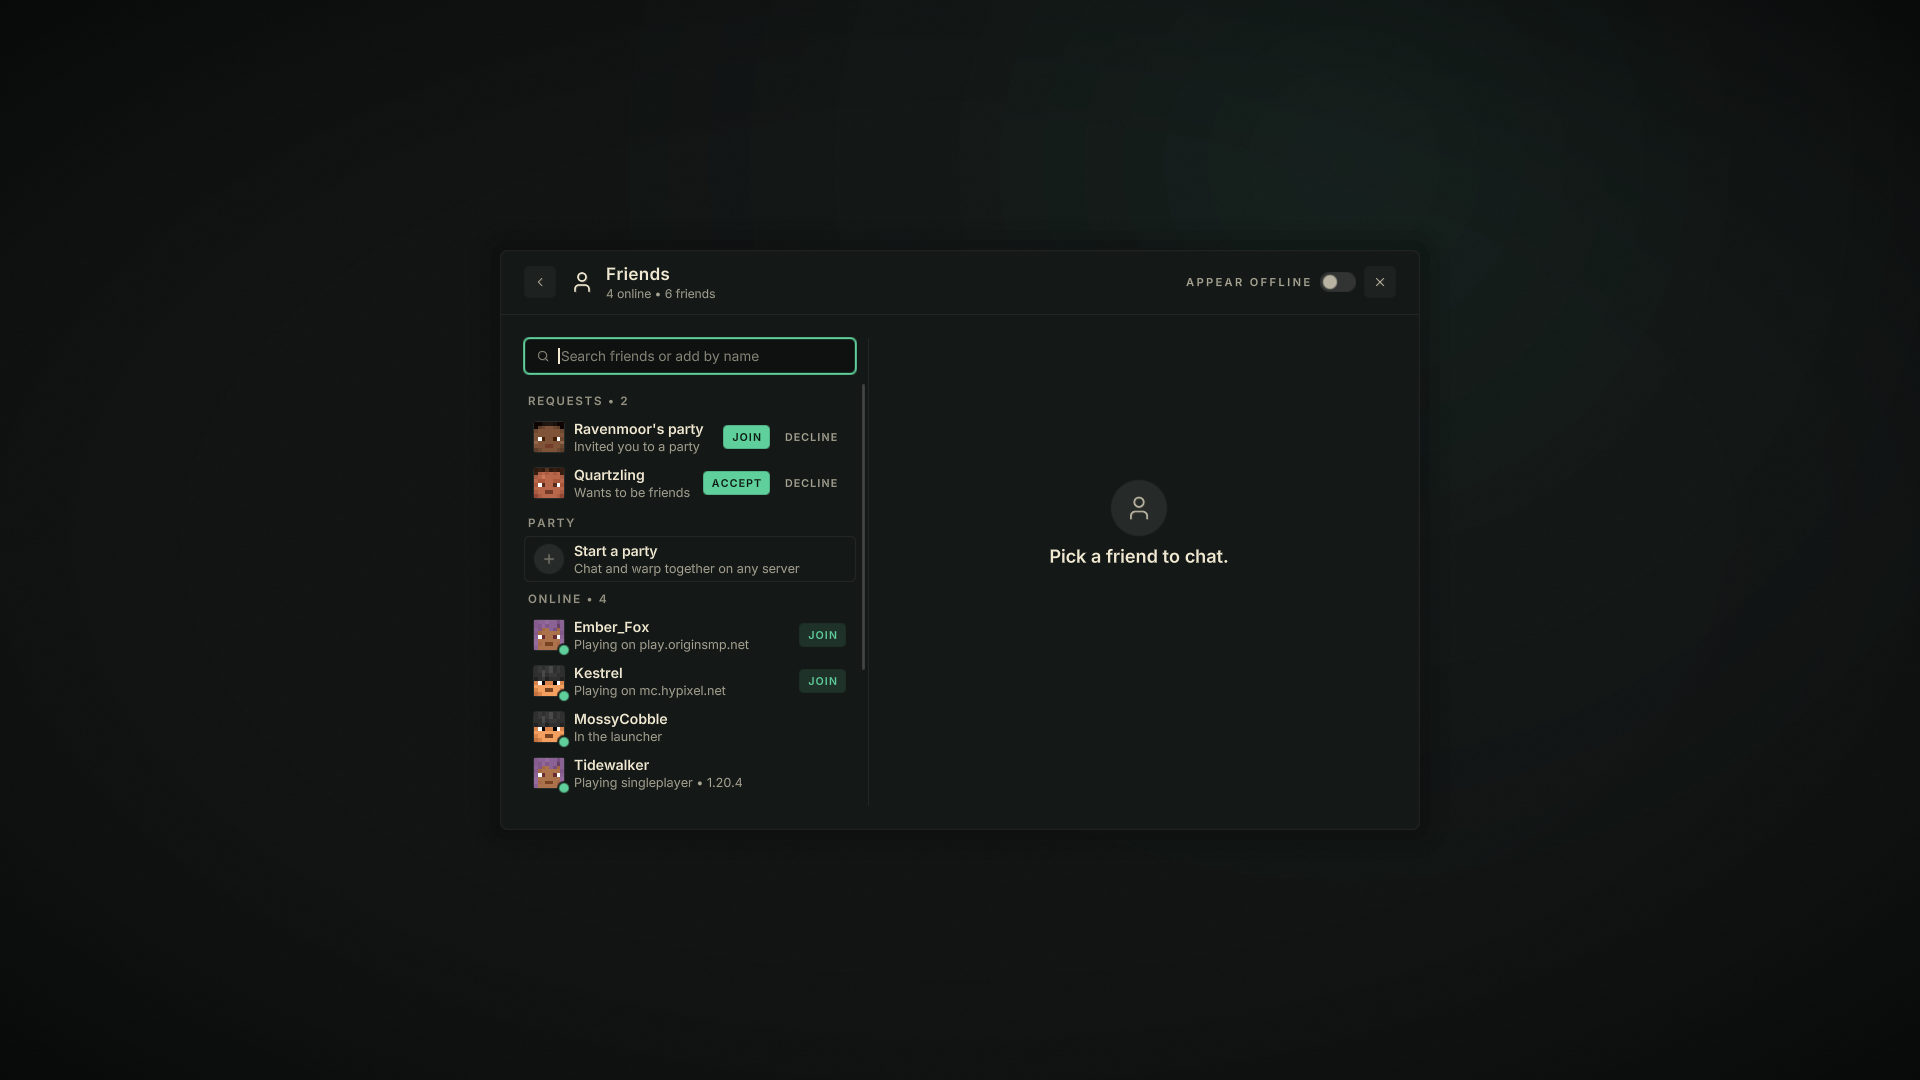 Friends
4 online • 6 friends
APPEAR OFFLINE
Search friends or add by name
REQUESTS • 2
Ravenmoor's party
Invited you to a party
JOIN
DECLINE
Quartzling
Wants to be friends
ACCEPT
DECLINE
PARTY
Start a party
Chat and warp together on any server
ONLINE • 4
Ember_Fox
Playing on play.originsmp.net
JOIN
Kestrel
Playing on mc.hypixel.net
JOIN
MossyCobble
In the launcher
Tidewalker
Playing singleplayer • 1.20.4
Pick a friend to chat.